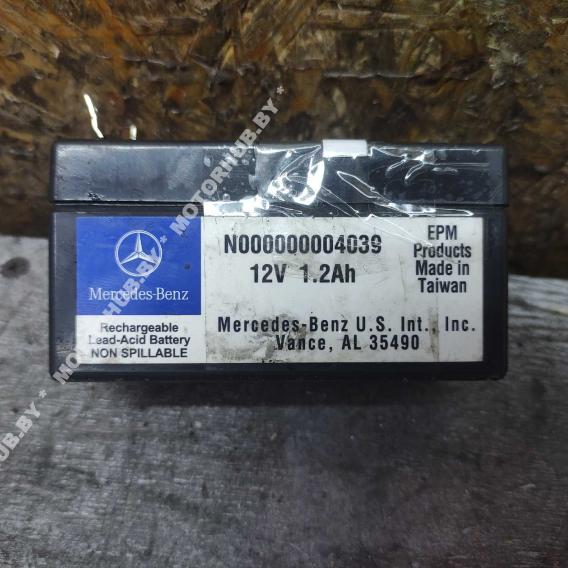 N000000004039
12V 1.2Ah
EPM
Products
Made in
Taiwan
Mercedes-Benz
Rechargeable
Lead-Acid Battery
NON SPILLABLE
Mercedes-Benz U.S. Int., Inc.
Vance, AL 35490
MOTORHUB.BY